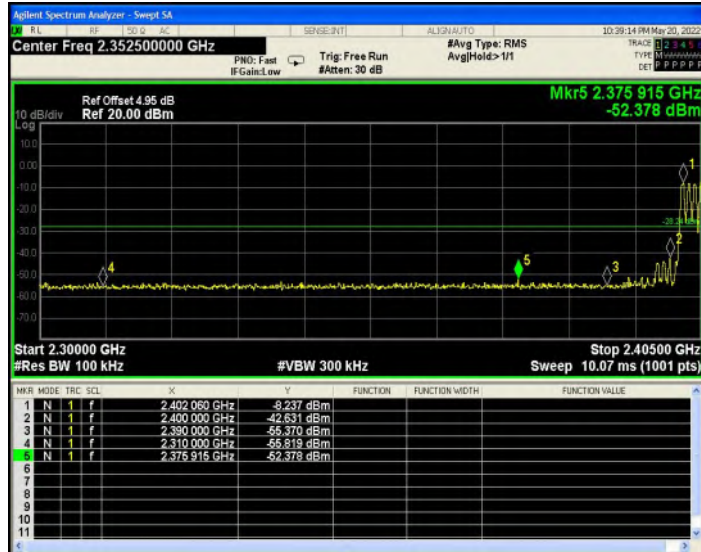 Agilent Spectrum Analyzer - Swept SA
RL RF 50 Ω AC SENSE:INT ALIGN AUTO 10:39:14 PM May 20, 2022
Center Freq 2.352500000 GHz #Avg Type: RMS TRACE 1 2 3 4 5
PNO: Fast Trig: Free Run Avg|Hold>1/1 TYPE M
IFGain:Low #Atten: 30 dB DET P P P P P
Mkr5 2.375 915 GHz
-52.378 dBm
Ref Offset 4.95 dB
10 dB/div Ref 20.00 dBm
Log
10.0
0.00
-10.0
-20.0
-30.0
-40.0
-50.0
-60.0
-70.0
1
2
3
4
5
Start 2.30000 GHz Stop 2.40500 GHz
#Res BW 100 kHz #VBW 300 kHz Sweep 10.07 ms (1001 pts)
MKR MODE TRC SCL X Y FUNCTION FUNCTION WIDTH FUNCTION VALUE
1 N 1 f 2.402 060 GHz -8.237 dBm
2 N 1 f 2.400 000 GHz -42.631 dBm
3 N 1 f 2.390 000 GHz -55.370 dBm
4 N 1 f 2.310 000 GHz -55.819 dBm
5 N 1 f 2.375 915 GHz -52.378 dBm
6
7
8
9
10
11